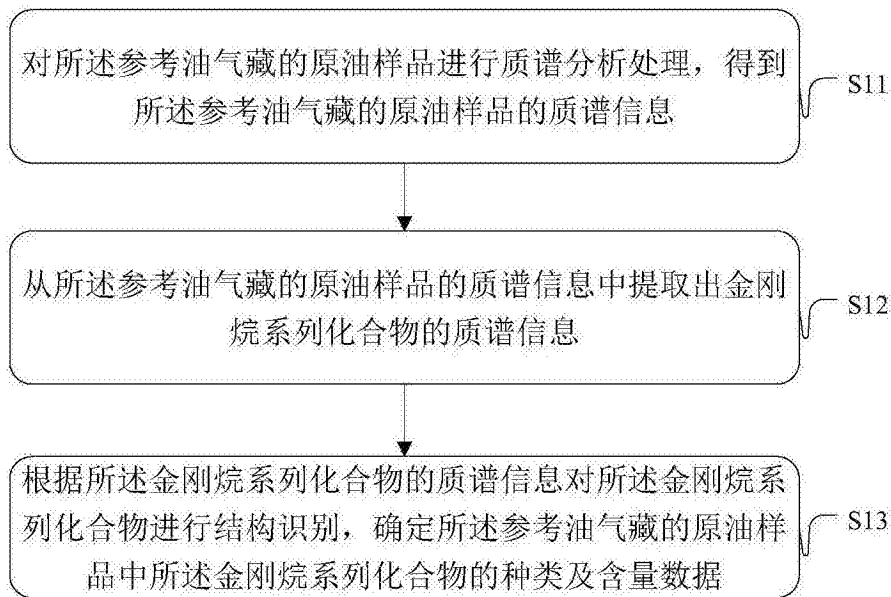 对所述参考油气藏的原油样品进行质谱分析处理，得到
所述参考油气藏的原油样品的质谱信息
S11
从所述参考油气藏的原油样品的质谱信息中提取出金刚
烷系列化合物的质谱信息
S12
根据所述金刚烷系列化合物的质谱信息对所述金刚烷系
列化合物进行结构识别，确定所述参考油气藏的原油样
品中所述金刚烷系列化合物的种类及含量数据
S13